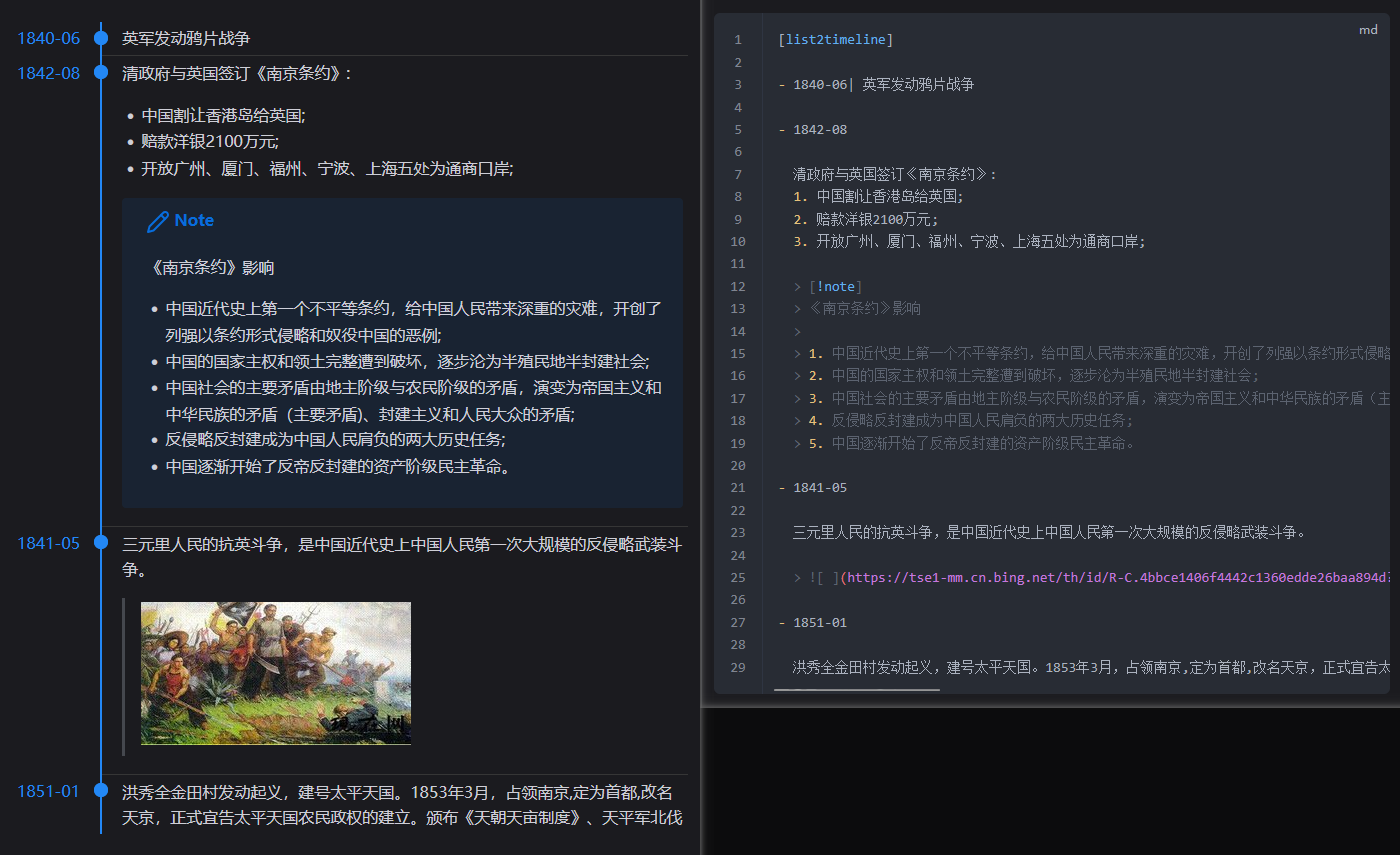 1840-06 英军发动鸦片战争
1842-08 清政府与英国签订《南京条约》:
中国割让香港岛给英国;
赔款洋银2100万元;
开放广州、厦门、福州、宁波、上海五处为通商口岸;
Note
《南京条约》影响
中国近代史上第一个不平等条约，给中国人民带来深重的灾难，开创了
列强以条约形式侵略和奴役中国的恶例;
中国的国家主权和领土完整遭到破坏，逐步沦为半殖民地半封建社会;
中国社会的主要矛盾由地主阶级与农民阶级的矛盾，演变为帝国主义和
中华民族的矛盾（主要矛盾)、封建主义和人民大众的矛盾;
反侵略反封建成为中国人民肩负的两大历史任务;
中国逐渐开始了反帝反封建的资产阶级民主革命。
1841-05 三元里人民的抗英斗争，是中国近代史上中国人民第一次大规模的反侵略武装斗
争。
现在网
1851-01 洪秀全金田村发动起义，建号太平天国。1853年3月，占领南京,定为首都,改名
天京，正式宣告太平天国农民政权的建立。颁布《天朝天亩制度》、天平军北伐
md
1 [list2timeline]
2
3 - 1840-06| 英军发动鸦片战争
4
5 - 1842-08
6
7 清政府与英国签订《南京条约》:
8 1. 中国割让香港岛给英国;
9 2. 赔款洋银2100万元;
10 3. 开放广州、厦门、福州、宁波、上海五处为通商口岸;
11
12 > [!note]
13 > 《南京条约》影响
14 >
15 > 1. 中国近代史上第一个不平等条约，给中国人民带来深重的灾难，开创了列强以条约形式侵略
16 > 2. 中国的国家主权和领土完整遭到破坏，逐步沦为半殖民地半封建社会;
17 > 3. 中国社会的主要矛盾由地主阶级与农民阶级的矛盾，演变为帝国主义和中华民族的矛盾（主
18 > 4. 反侵略反封建成为中国人民肩负的两大历史任务;
19 > 5. 中国逐渐开始了反帝反封建的资产阶级民主革命。
20
21 - 1841-05
22
23 三元里人民的抗英斗争，是中国近代史上中国人民第一次大规模的反侵略武装斗争。
24
25 > ![ ](https://tse1-mm.cn.bing.net/th/id/R-C.4bbce1406f4442c1360edde26baa894d?
26
27 - 1851-01
28
29 洪秀全金田村发动起义，建号太平天国。1853年3月，占领南京,定为首都,改名天京，正式宣告太